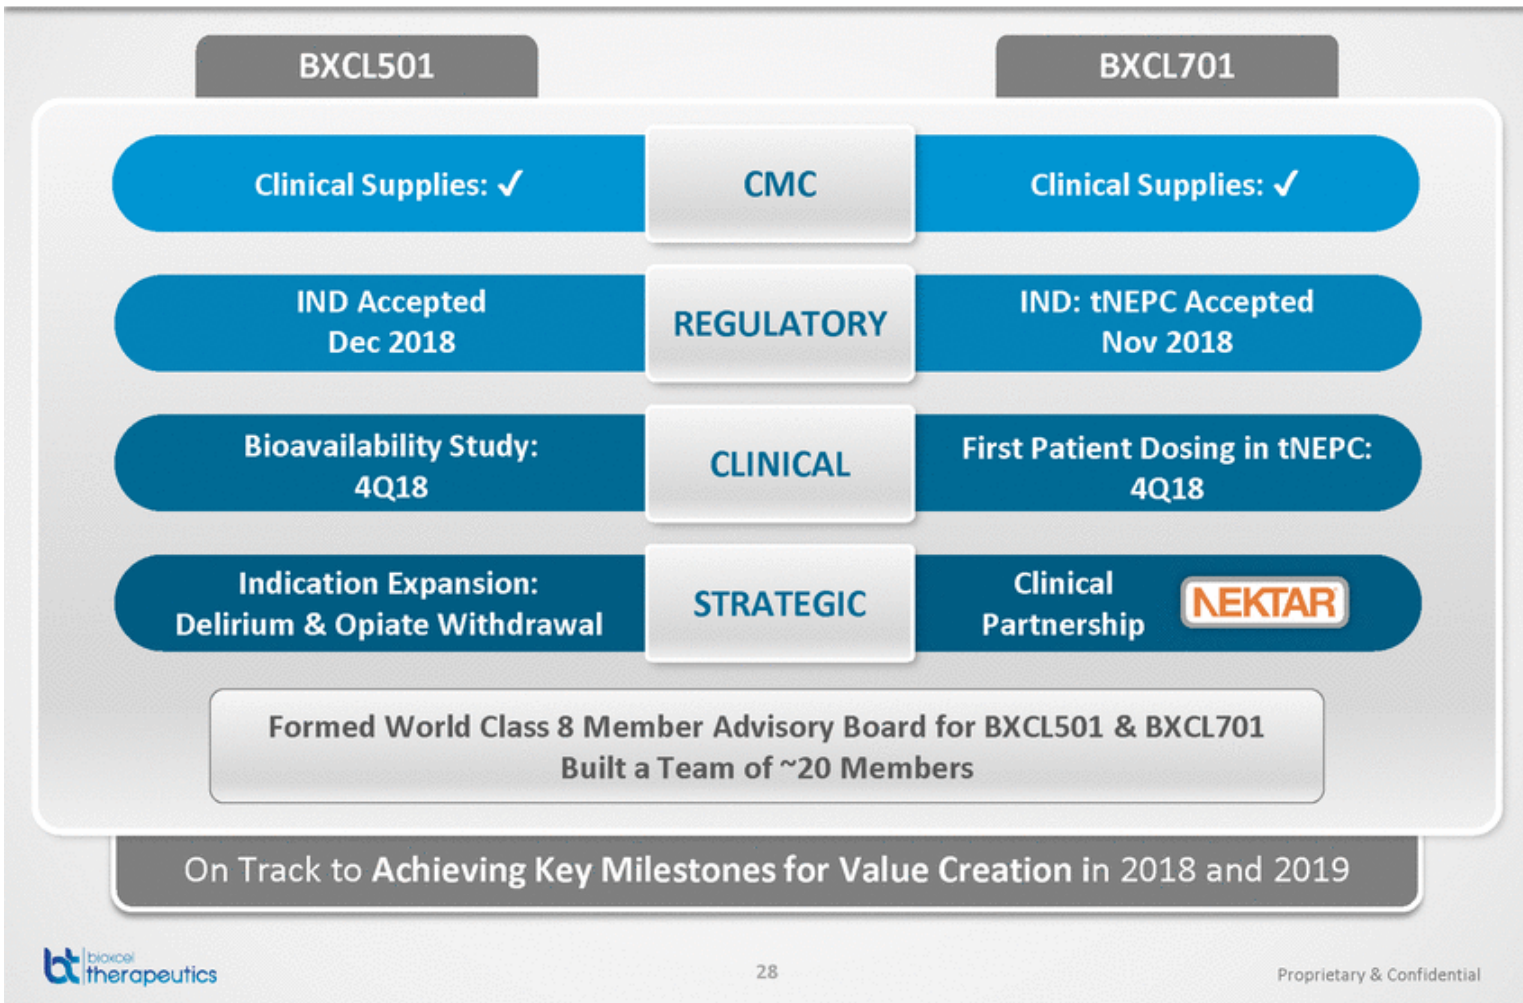 BXCL501
BXCL701
Clinical Supplies: ✓
CMC
Clinical Supplies: ✓
IND Accepted
Dec 2018
REGULATORY
IND: tNEPC Accepted
Nov 2018
Bioavailability Study:
4Q18
CLINICAL
First Patient Dosing in tNEPC:
4Q18
Indication Expansion:
Delirium & Opiate Withdrawal
STRATEGIC
Clinical
Partnership
NEKTAR
Formed World Class 8 Member Advisory Board for BXCL501 & BXCL701
Built a Team of ~20 Members
On Track to Achieving Key Milestones for Value Creation in 2018 and 2019
bt bioxcel
therapeutics
28
Proprietary & Confidential